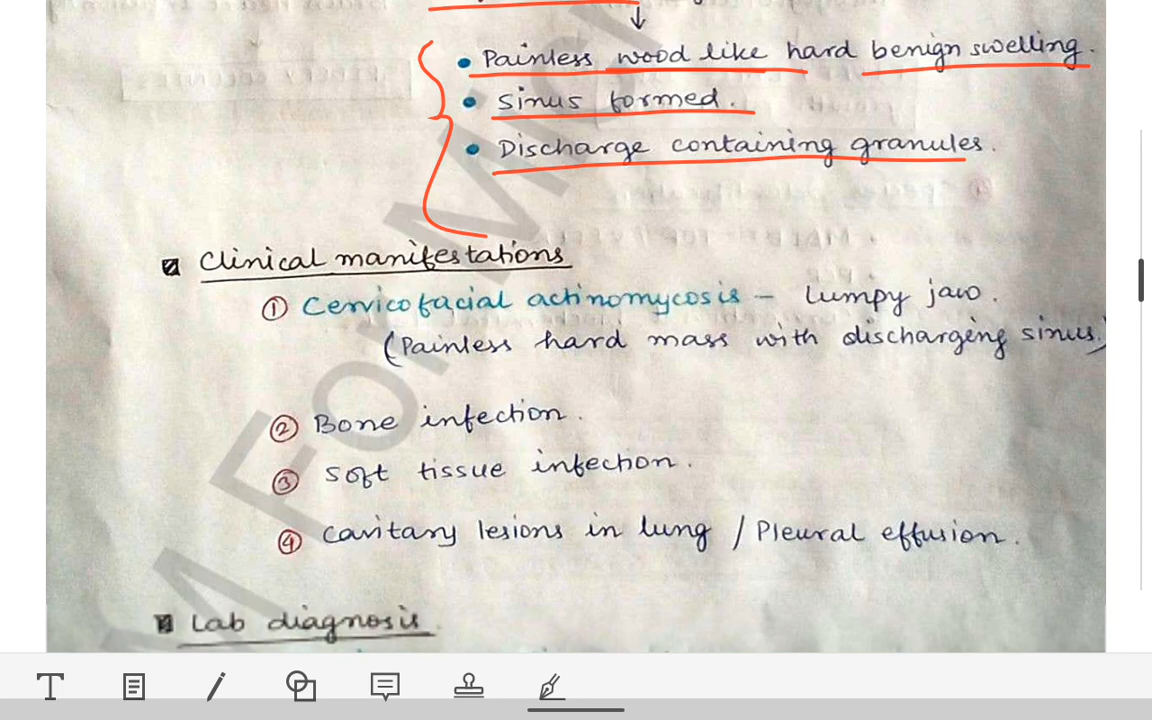 • Painless wood like hard benign swelling.
• Sinus formed.
• Discharge containing granules.
Clinical manifestations
① Cervicofacial actinomycosis – Lumpy jaw.
(Painless hard mass with discharging sinus.)
② Bone infection.
③ Soft tissue infection.
④ Cavitary lesions in lung / Pleural effusion.
Lab diagnosis